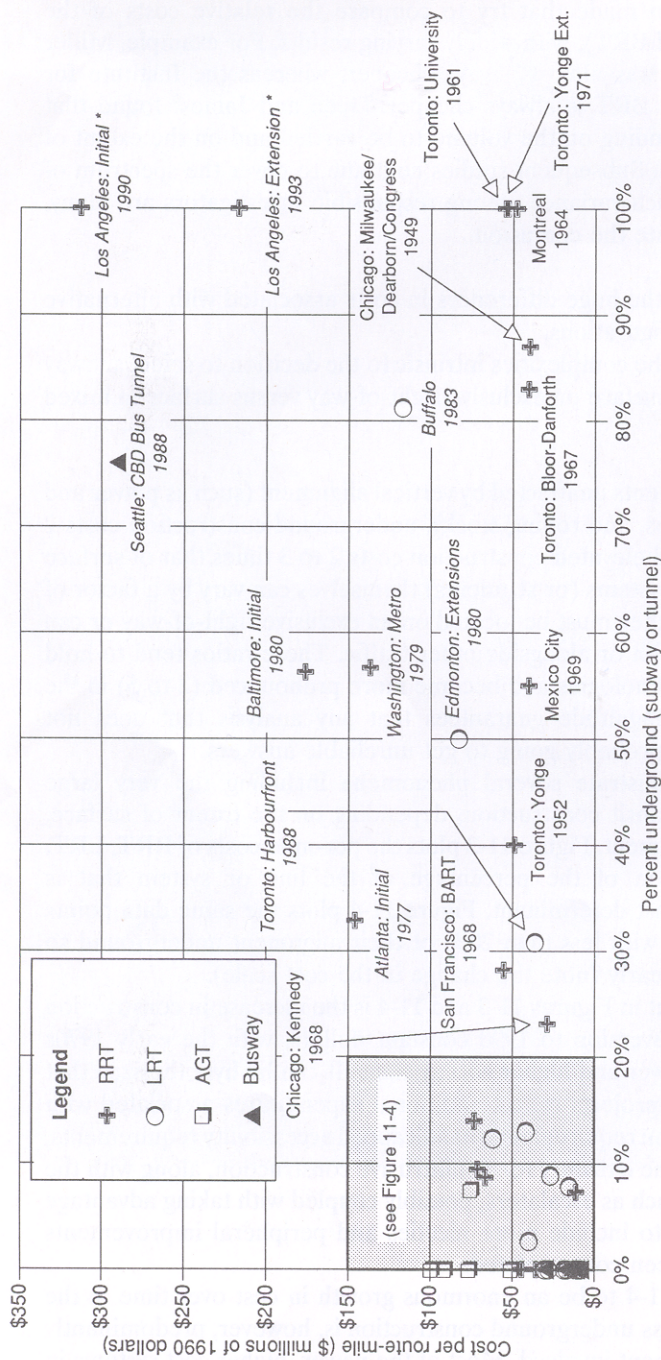 Cost per route-mile ($ millions of 1990 dollars)
$350
$300
$250
$200
$150
$100
$50
$0
Legend
RRT
LRT
AGT
Busway
Los Angeles: Initial *
1990
Seattle: CBD Bus Tunnel
1988
Los Angeles: Extension *
1993
Baltimore: Initial
1980
Toronto: Harbourfront
1988
Chicago: Kennedy
1968
Washington: Metro
1979
Atlanta: Initial
1977
Chicago: Milwaukee/
Dearborn/Congress
1949
Buffalo
1983
Toronto: University
1961
Edmonton: Extensions
1980
San Francisco: BART
1968
(see Figure 11-4)
Toronto: Yonge
1952
Mexico City
1969
Toronto: Bloor-Danforth
1967
Montreal
1964
Toronto: Yonge Ext.
1971
0%
10%
20%
30%
40%
50%
60%
70%
80%
90%
100%
Percent underground (subway or tunnel)